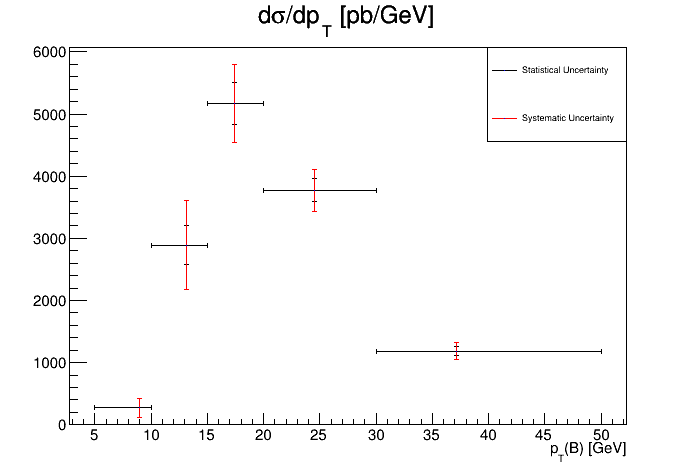 dσ/dp_T [pb/GeV]
Statistical Uncertainty
Systematic Uncertainty
6000
5000
4000
3000
2000
1000
0
5 10 15 20 25 30 35 40 45 50
p_T(B) [GeV]